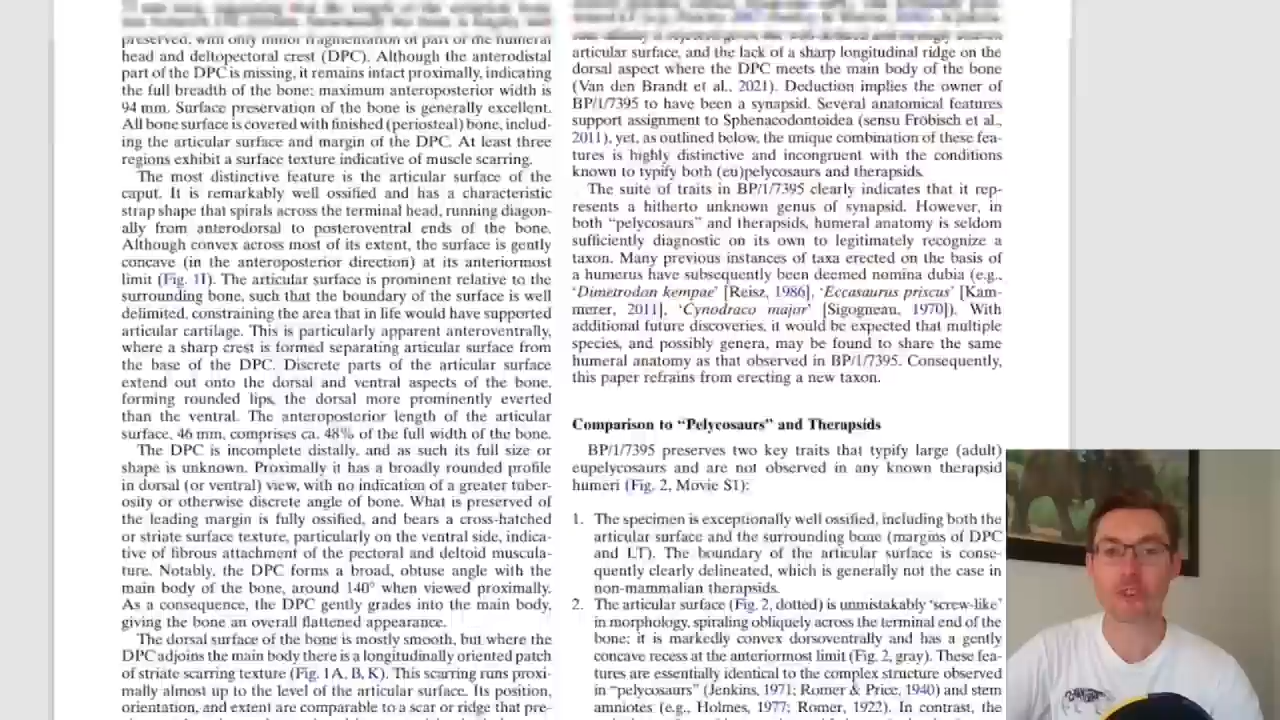 preserved, with only minor fragmentation of part of the humeral
head and deltopectoral crest (DPC). Although the anterodistal
part of the DPC is missing, it remains intact proximally, indicating
the full breadth of the bone; maximum anteroposterior width is
94 mm. Surface preservation of the bone is generally excellent.
All bone surface is covered with finished (periosteal) bone, includ-
ing the articular surface and margin of the DPC. At least three
regions exhibit a surface texture indicative of muscle scarring.
The most distinctive feature is the articular surface of the
caput. It is remarkably well ossified and has a characteristic
strap shape that spirals across the terminal head, running diagon-
ally from anterodorsal to posteroventral ends of the bone.
Although convex across most of its extent, the surface is gently
concave (in the anteroposterior direction) at its anteriormost
limit (Fig. 1I). The articular surface is prominent relative to the
surrounding bone, such that the boundary of the surface is well
delimited, constraining the area that in life would have supported
articular cartilage. This is particularly apparent anteroventrally,
where a sharp crest is formed separating articular surface from
the base of the DPC. Discrete parts of the articular surface
extend out onto the dorsal and ventral aspects of the bone,
forming rounded lips, the dorsal more prominently everted
than the ventral. The anteroposterior length of the articular
surface, 46 mm, comprises ca. 48% of the full width of the bone.
The DPC is incomplete distally, and as such its full size or
shape is unknown. Proximally it has a broadly rounded profile
in dorsal (or ventral) view, with no indication of a greater tuber-
osity or otherwise discrete angle of bone. What is preserved of
the leading margin is fully ossified, and bears a cross-hatched
or striate surface texture, particularly on the ventral side, indica-
tive of fibrous attachment of the pectoral and deltoid muscula-
ture. Notably, the DPC forms a broad, obtuse angle with the
main body of the bone, around 140° when viewed proximally.
As a consequence, the DPC gently grades into the main body,
giving the bone an overall flattened appearance.
The dorsal surface of the bone is mostly smooth, but where the
DPC adjoins the main body there is a longitudinally oriented patch
of striate scarring texture (Fig. 1A, B, K). This scarring runs proxi-
mally almost up to the level of the articular surface. Its position,
orientation, and extent are comparable to a scar or ridge that pre-
articular surface, and the lack of a sharp longitudinal ridge on the
dorsal aspect where the DPC meets the main body of the bone
(Van den Brandt et al., 2021). Deduction implies the owner of
BP/1/7395 to have been a synapsid. Several anatomical features
support assignment to Sphenacodontoidea (sensu Fröbisch et al.,
2011), yet, as outlined below, the unique combination of these fea-
tures is highly distinctive and incongruent with the conditions
known to typify both (eu)pelycosaurs and therapsids.
The suite of traits in BP/1/7395 clearly indicates that it rep-
resents a hitherto unknown genus of synapsid. However, in
both “pelycosaurs” and therapsids, humeral anatomy is seldom
sufficiently diagnostic on its own to legitimately recognize a
taxon. Many previous instances of taxa erected on the basis of
a humerus have subsequently been deemed nomina dubia (e.g.,
‘Dimetrodon kempae’ [Reisz, 1986], ‘Eccasaurus priscus’ [Kam-
merer, 2011], ‘Cynodraco major’ [Sigogneau, 1970]). With
additional future discoveries, it would be expected that multiple
species, and possibly genera, may be found to share the same
humeral anatomy as that observed in BP/1/7395. Consequently,
this paper refrains from erecting a new taxon.
Comparison to “Pelycosaurs” and Therapsids
BP/1/7395 preserves two key traits that typify large (adult)
eupelycosaurs and are not observed in any known therapsid
humeri (Fig. 2, Movie S1):
1. The specimen is exceptionally well ossified, including both the
articular surface and the surrounding bone (margins of DPC
and LT). The boundary of the articular surface is conse-
quently clearly delineated, which is generally not the case in
non-mammalian therapsids.
2. The articular surface (Fig. 2, dotted) is unmistakably ‘screw-like’
in morphology, spiraling obliquely across the terminal end of the
bone; it is markedly convex dorsoventrally and has a gently
concave recess at the anteriormost limit (Fig. 2, gray). These fea-
tures are essentially identical to the complex structure observed
in “pelycosaurs” (Jenkins, 1971; Romer & Price, 1940) and stem
amniotes (e.g., Holmes, 1977; Romer, 1922). In contrast, the